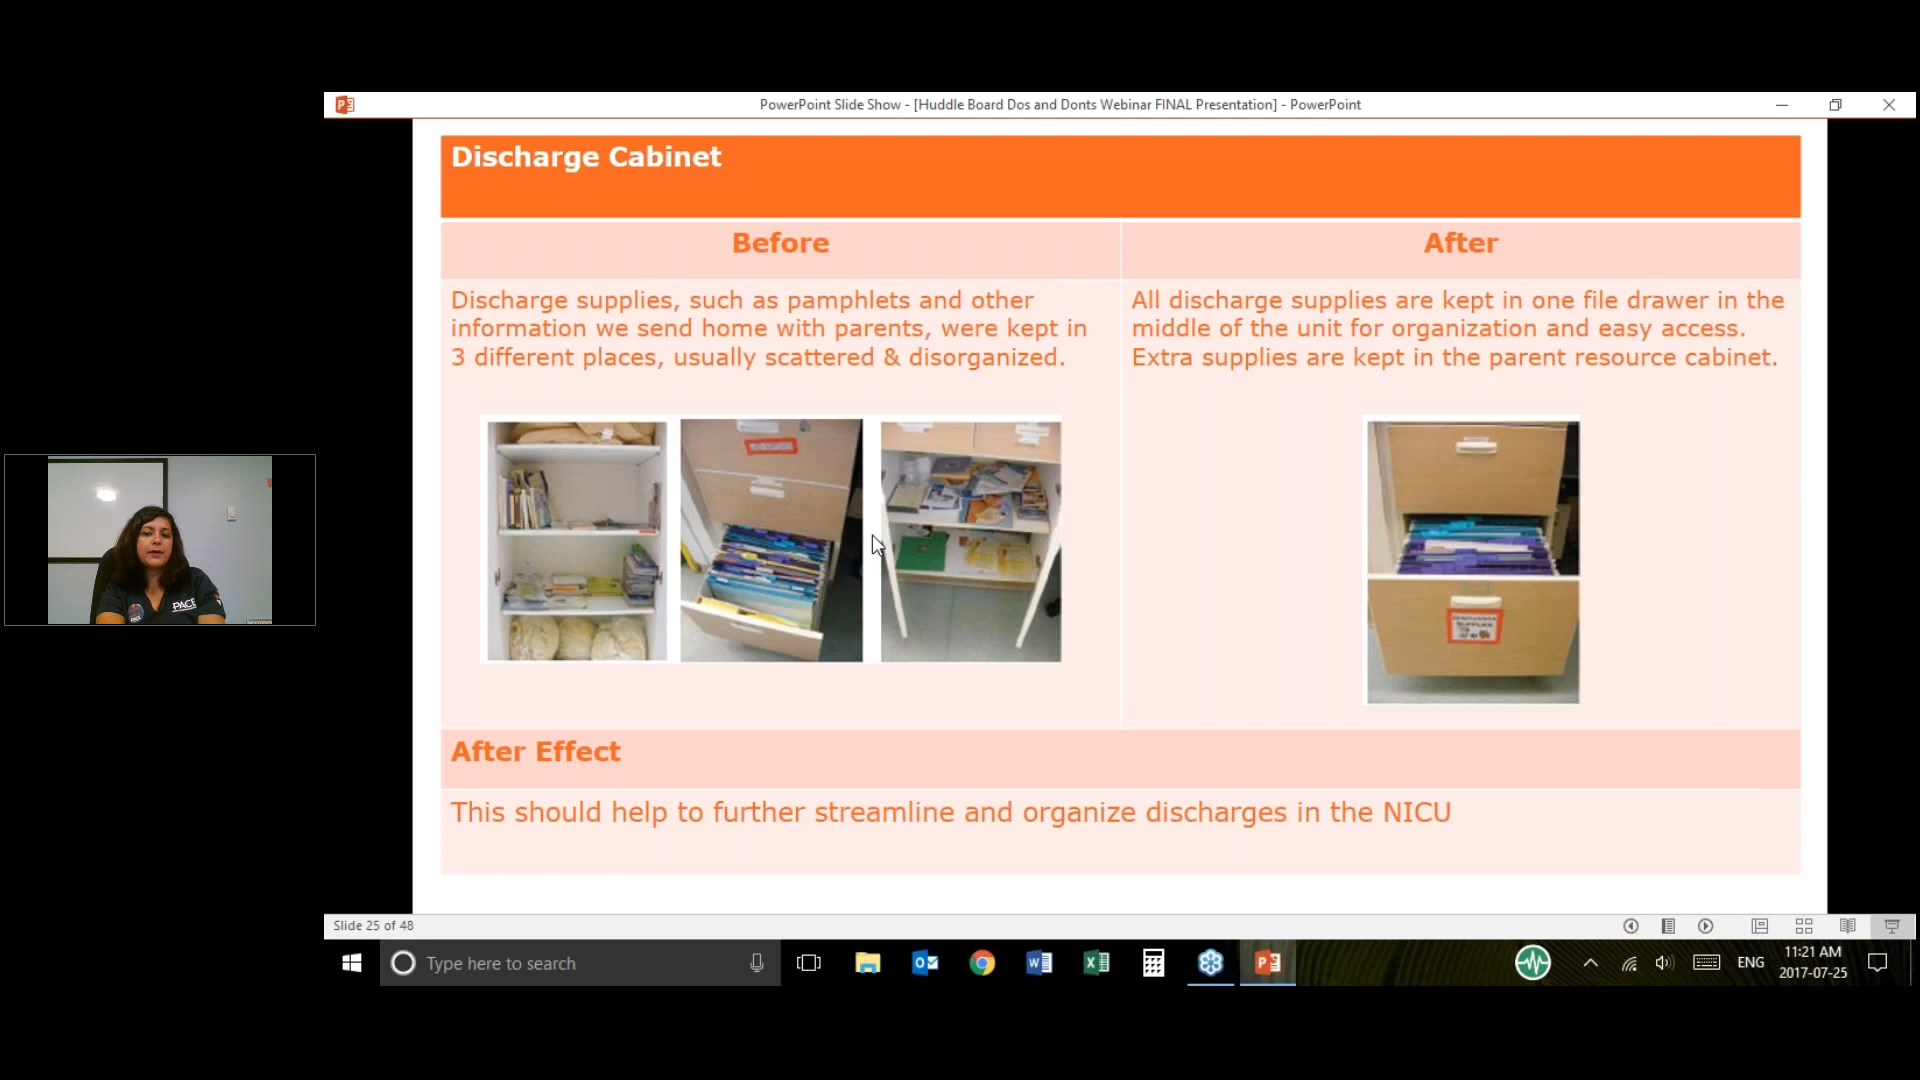 PowerPoint Slide Show - [Huddle Board Dos and Donts Webinar FINAL Presentation] - PowerPoint
Discharge Cabinet
Before
After
Discharge supplies, such as pamphlets and other
information we send home with parents, were kept in
3 different places, usually scattered & disorganized.
All discharge supplies are kept in one file drawer in the
middle of the unit for organization and easy access.
Extra supplies are kept in the parent resource cabinet.
PACE
After Effect
This should help to further streamline and organize discharges in the NICU
Slide 25 of 48
Type here to search
ENG
11:21 AM
2017-07-25